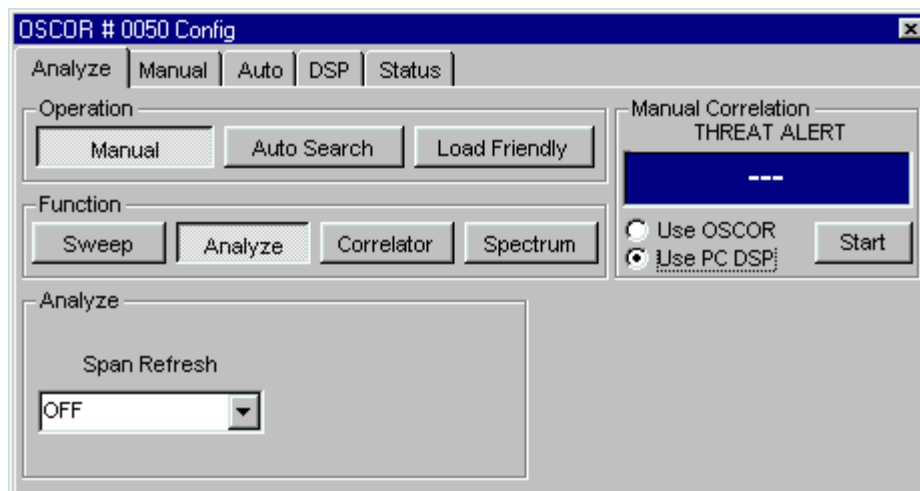 OSCOR # 0050 Config
Analyze Manual Auto DSP Status
Operation
Manual Auto Search Load Friendly
Function
Sweep Analyze Correlator Spectrum
Manual Correlation
THREAT ALERT
---
Use OSCOR
Use PC DSP
Start
Analyze
Span Refresh
OFF